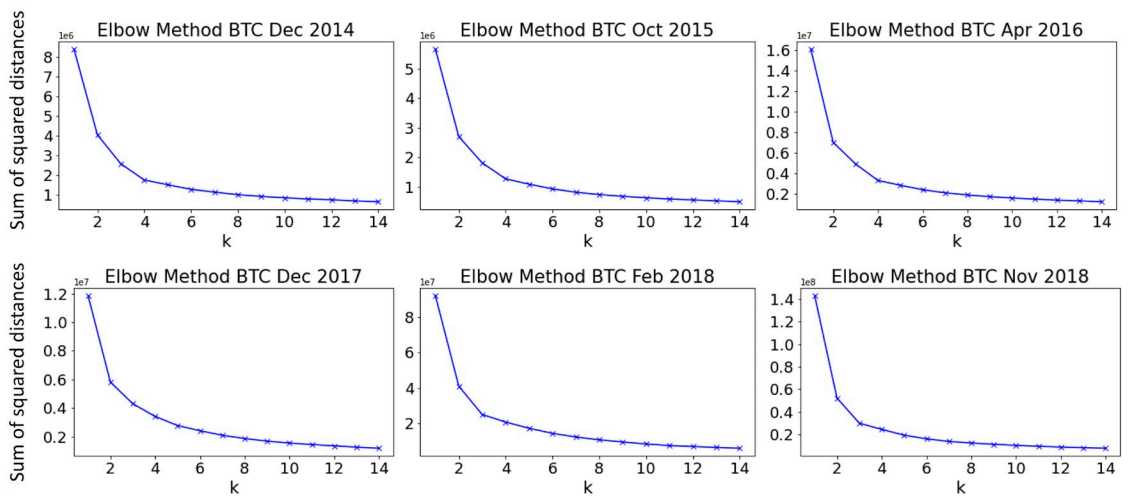 Elbow Method BTC Dec 2014
1e6
Sum of squared distances
8
7
6
5
4
3
2
1
2 4 6 8 10 12 14
k
Elbow Method BTC Oct 2015
1e6
5
4
3
2
1
2 4 6 8 10 12 14
k
Elbow Method BTC Apr 2016
1e7
1.6
1.4
1.2
1.0
0.8
0.6
0.4
0.2
2 4 6 8 10 12 14
k
Elbow Method BTC Dec 2017
1e7
Sum of squared distances
1.2
1.0
0.8
0.6
0.4
0.2
2 4 6 8 10 12 14
k
Elbow Method BTC Feb 2018
1e7
8
6
4
2
2 4 6 8 10 12 14
k
Elbow Method BTC Nov 2018
1e8
1.4
1.2
1.0
0.8
0.6
0.4
0.2
2 4 6 8 10 12 14
k